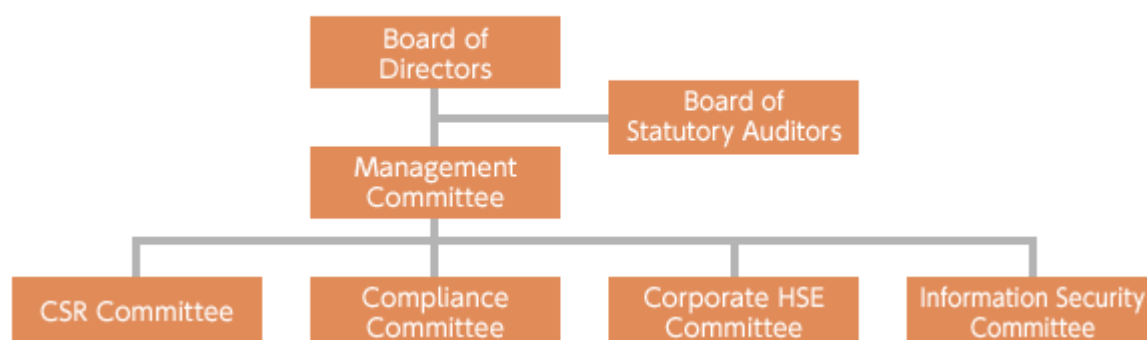 Board of
Directors
Board of
Statutory Auditors
Management
Committee
CSR Committee
Compliance
Committee
Corporate HSE
Committee
Information Security
Committee